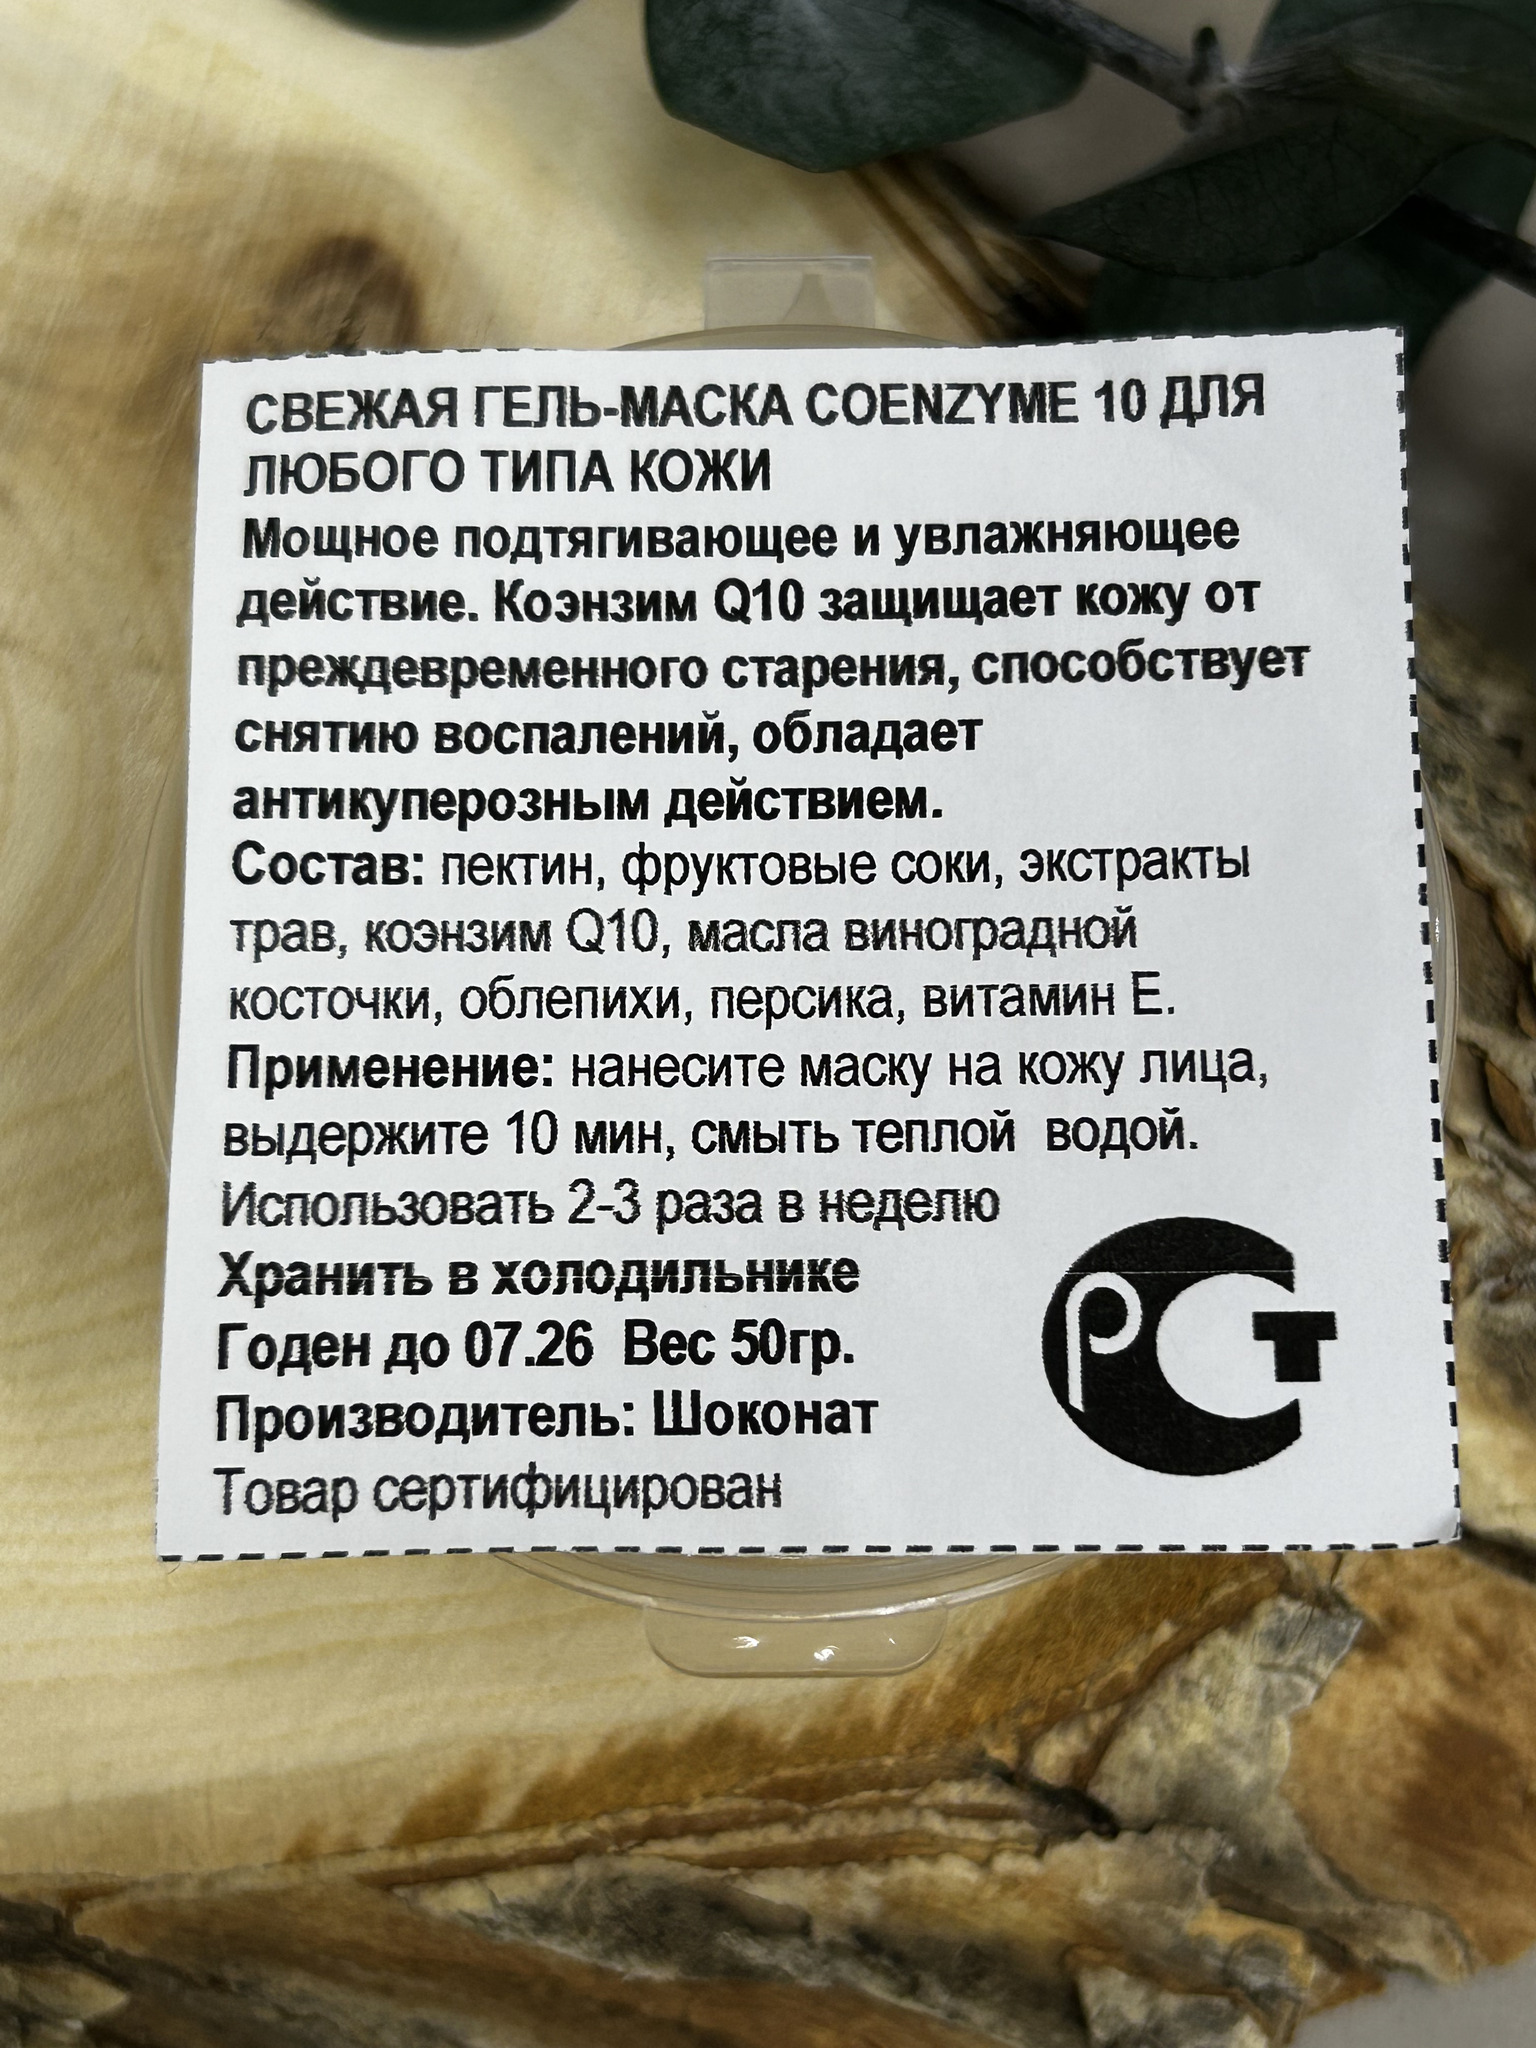 СВЕЖАЯ ГЕЛЬ-МАСКА COENZYME 10 ДЛЯ
ЛЮБОГО ТИПА КОЖИ
Мощное подтягивающее и увлажняющее
действие. Коэнзим Q10 защищает кожу от
преждевременного старения, способствует
снятию воспалений, обладает
антикуперозным действием.
Состав: пектин, фруктовые соки, экстракты
трав, коэнзим Q10, масла виноградной
косточки, облепихи, персика, витамин Е.
Применение: нанесите маску на кожу лица,
выдержите 10 мин, смыть теплой водой.
Использовать 2-3 раза в неделю
Хранить в холодильнике
Годен до 07.26 Вес 50гр.
Производитель: Шоконат
Товар сертифицирован
РСТ